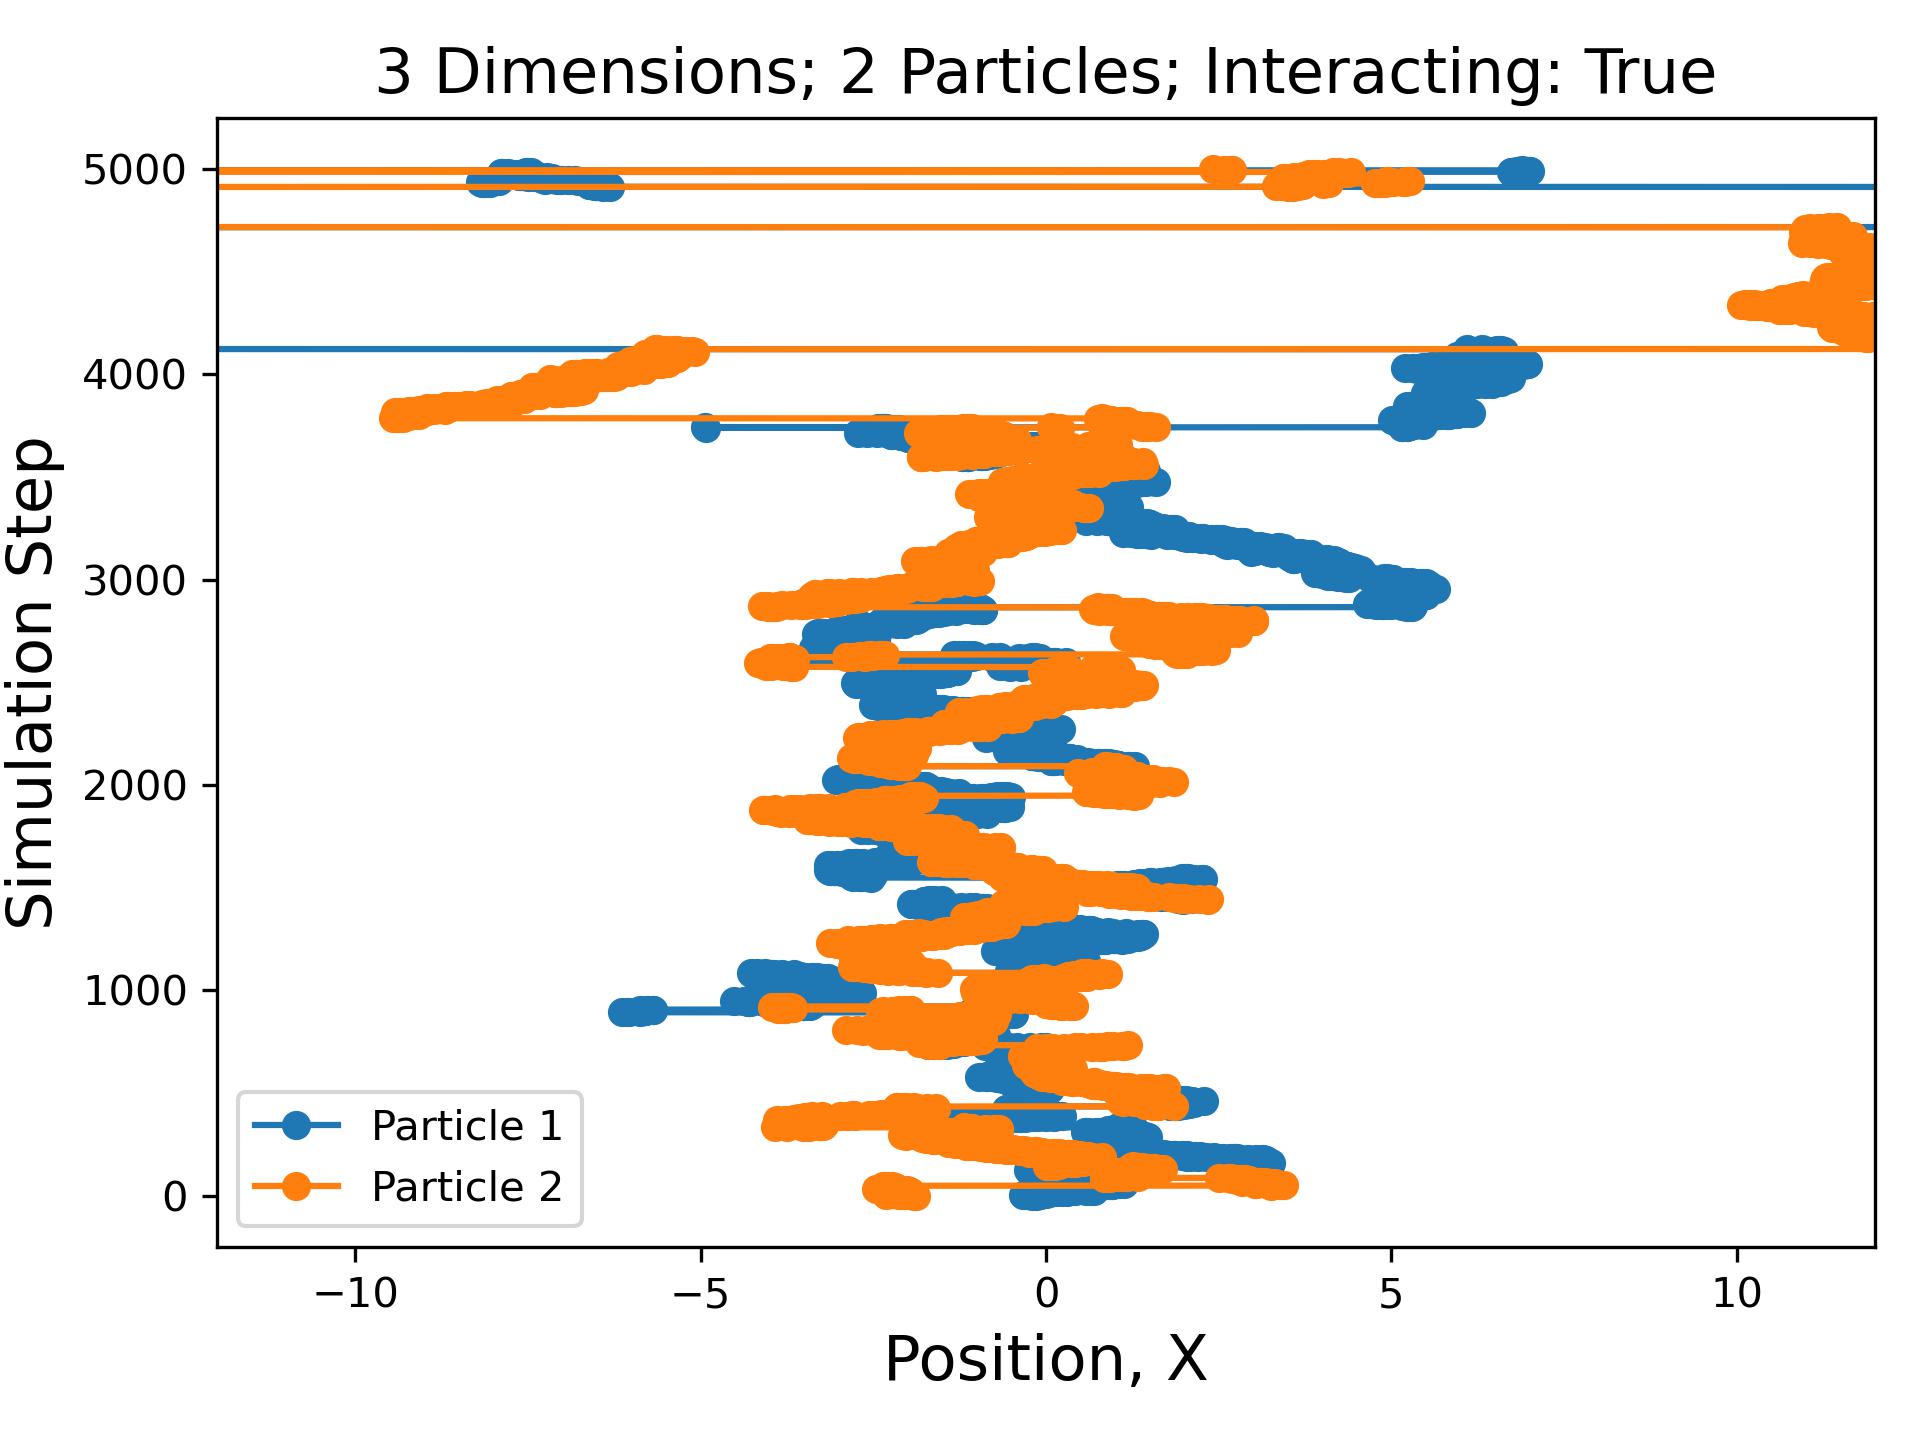 3 Dimensions; 2 Particles; Interacting: True
Simulation Step
5000
4000
3000
2000
1000
0
Particle 1
Particle 2
−10
−5
0
5
10
Position, X